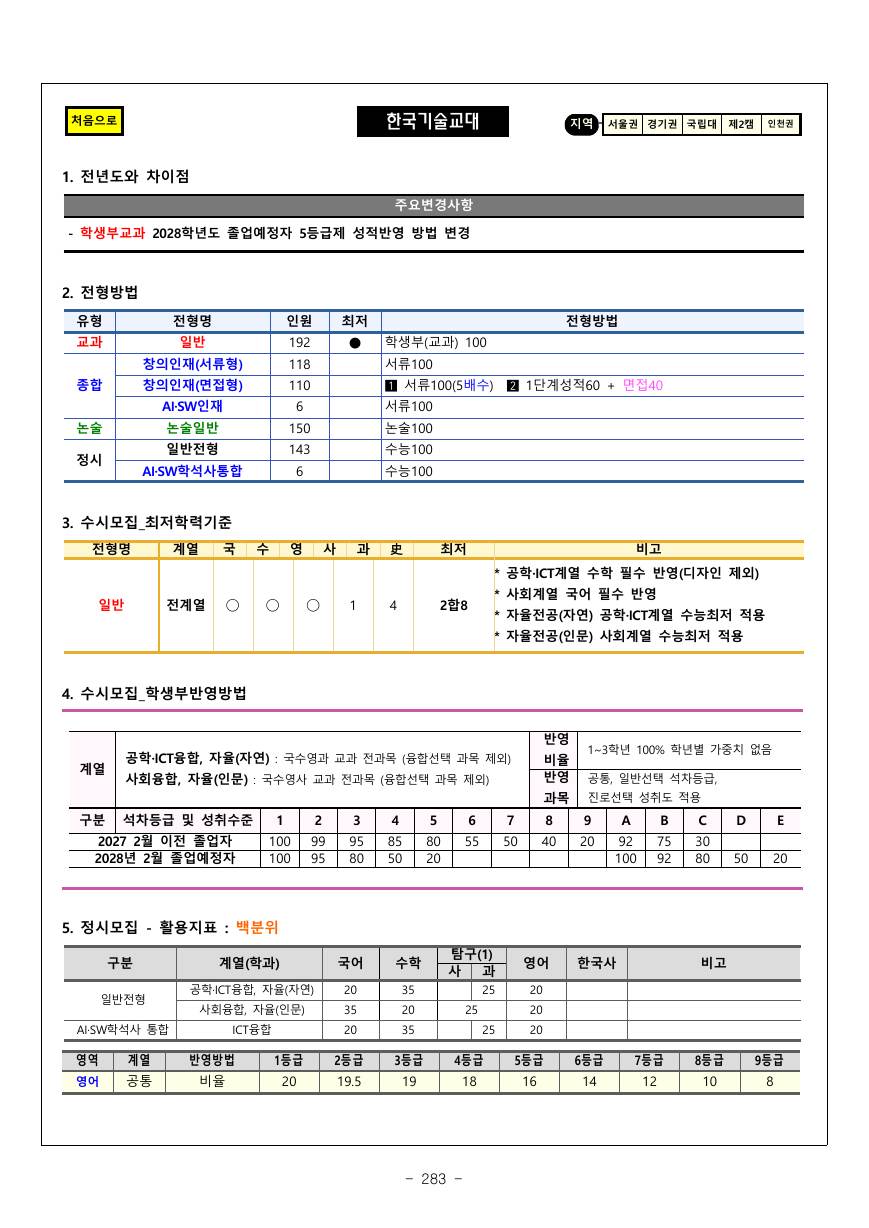 처음으로
한국기술교대
지역 서울권 경기권 국립대 제2캠 인천권
1. 전년도와 차이점
주요변경사항
- 학생부교과 2028학년도 졸업예정자 5등급제 성적반영 방법 변경
2. 전형방법
유형 전형명 인원 최저 전형방법
교과 일반 192 ● 학생부(교과) 100
종합 창의인재(서류형) 118 서류100
창의인재(면접형) 110 1 서류100(5배수) 2 1단계성적60 + 면접40
AI·SW인재 6 서류100
논술 논술일반 150 논술100
정시 일반전형 143 수능100
AI·SW학석사통합 6 수능100
3. 수시모집_최저학력기준
전형명 계열 국 수 영 사 과 史 최저 비고
일반 전계열 ○ ○ ○ 1 4 2합8
* 공학·ICT계열 수학 필수 반영(디자인 제외)
* 사회계열 국어 필수 반영
* 자율전공(자연) 공학·ICT계열 수능최저 적용
* 자율전공(인문) 사회계열 수능최저 적용
4. 수시모집_학생부반영방법
계열
공학·ICT융합, 자율(자연) : 국수영과 교과 전과목 (융합선택 과목 제외)
사회융합, 자율(인문) : 국수영사 교과 전과목 (융합선택 과목 제외)
반영
비율
1~3학년 100% 학년별 가중치 없음
반영
과목
공통, 일반선택 석차등급,
진로선택 성취도 적용
구분 석차등급 및 성취수준 1 2 3 4 5 6 7 8 9 A B C D E
2027 2월 이전 졸업자 100 99 95 85 80 55 50 40 20 92 75 30
2028년 2월 졸업예정자 100 95 80 50 20 100 92 80 50 20
5. 정시모집 - 활용지표 : 백분위
구분 계열(학과) 국어 수학 탐구(1) 영어 한국사 비고
사 과
일반전형 공학·ICT융합, 자율(자연) 20 35 25 20
사회융합, 자율(인문) 35 20 25 20
AI·SW학석사 통합 ICT융합 20 35 25 20
영역 계열 반영방법 1등급 2등급 3등급 4등급 5등급 6등급 7등급 8등급 9등급
영어 공통 비율 20 19.5 19 18 16 14 12 10 8
- 283 -